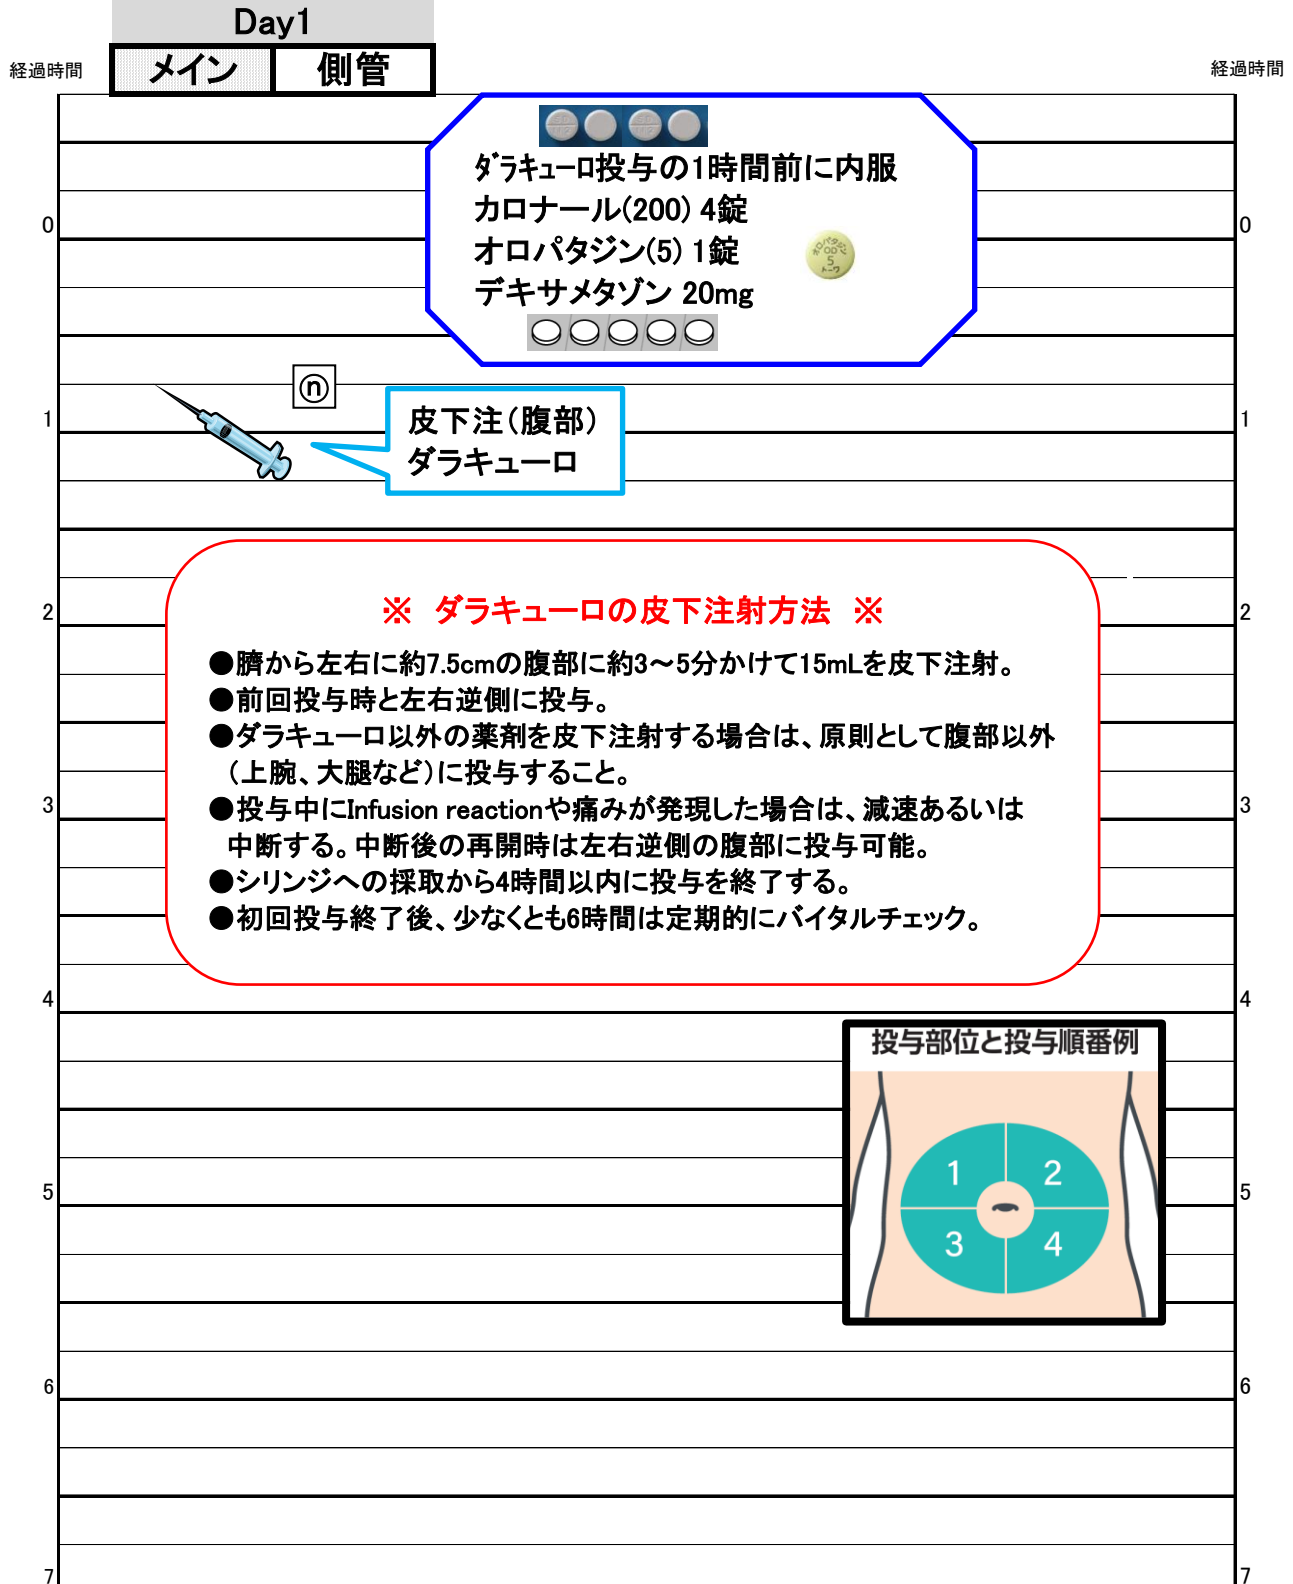 Day1
メイン 側管
経過時間 経過時間
ﾀﾞﾗｷｭｰﾛ投与の1時間前に内服
カロナール(200) 4錠
オロパタジン(5) 1錠
デキサメタゾン 20mg
オロパタジン
OD
5
トーワ
0 0
ⓝ
皮下注（腹部）
ダラキューロ
1 1
※ ダラキューロの皮下注射方法 ※
●臍から左右に約7.5cmの腹部に約3～5分かけて15mLを皮下注射。
●前回投与時と左右逆側に投与。
●ダラキューロ以外の薬剤を皮下注射する場合は、原則として腹部以外
（上腕、大腿など）に投与すること。
●投与中にInfusion reactionや痛みが発現した場合は、減速あるいは
中断する。中断後の再開時は左右逆側の腹部に投与可能。
●シリンジへの採取から4時間以内に投与を終了する。
●初回投与終了後、少なくとも6時間は定期的にバイタルチェック。
2 2
3 3
4 4
投与部位と投与順番例
1 2
3 4
5 5
6 6
7 7